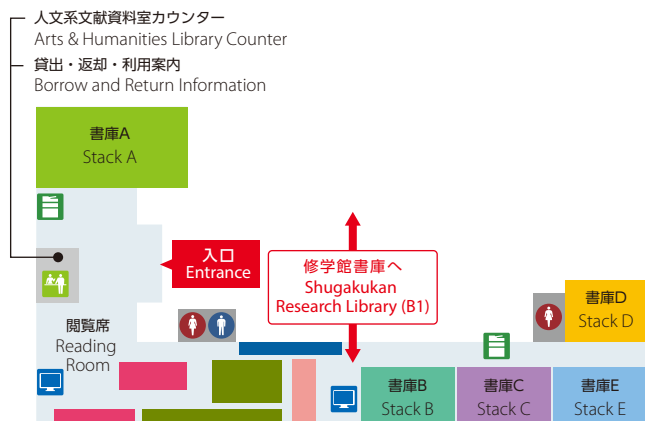 人文系文献資料室カウンター
Arts & Humanities Library Counter
貸出・返却・利用案内
Borrow and Return Information
書庫A
Stack A
入口
Entrance
修学館書庫へ
Shugakukan
Research Library (B1)
書庫D
Stack D
閲覧席
Reading
Room
書庫B
Stack B
書庫C
Stack C
書庫E
Stack E